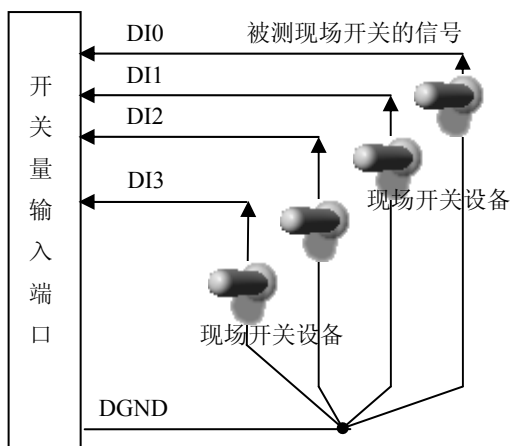 DI0 被测现场开关的信号
DI1
DI2
DI3
现场开关设备
现场开关设备
DGND
开关量输入端口